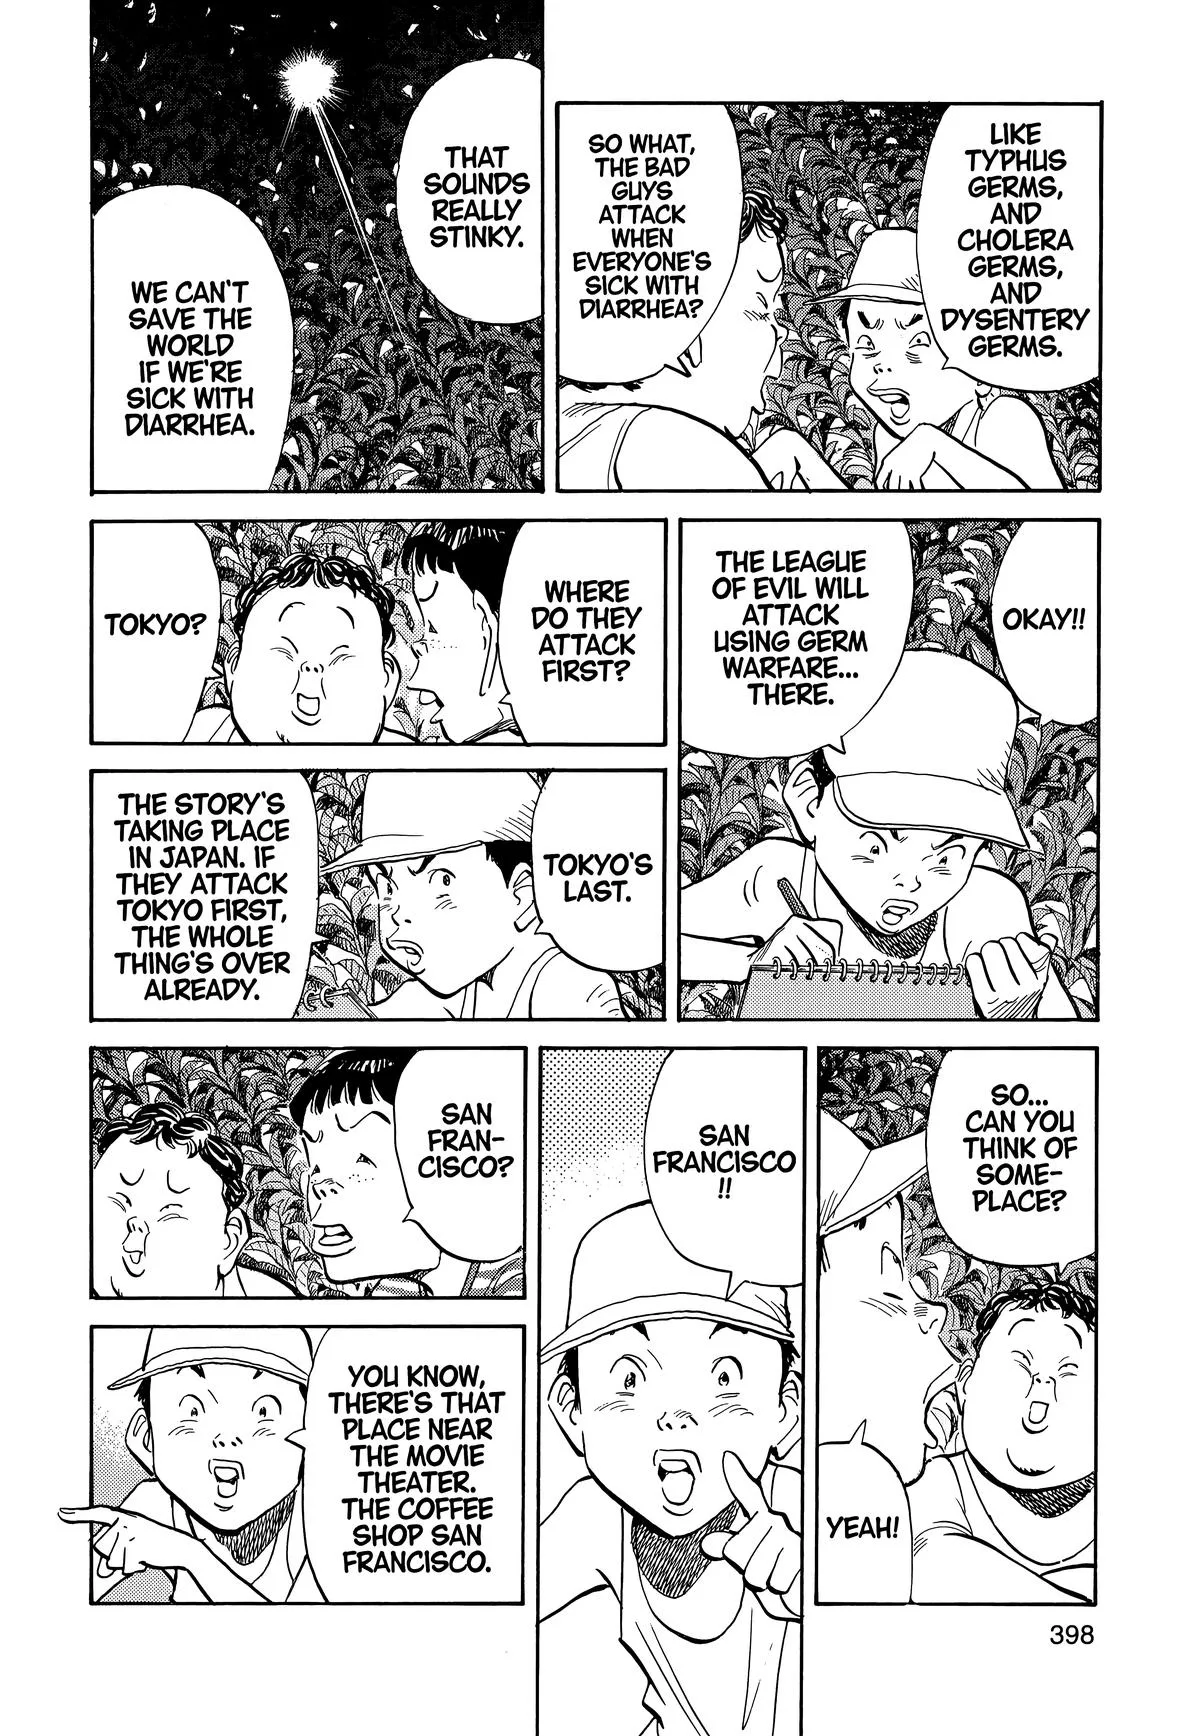 LIKE
TYPHUS
GERMS,
AND
CHOLERA
GERMS,
AND
DYSENTERY
GERMS.
SO WHAT,
THE BAD
GUYS
ATTACK
WHEN
EVERYONE'S
SICK WITH
DIARRHEA?
THAT
SOUNDS
REALLY
STINKY.
WE CAN'T
SAVE THE
WORLD
IF WE'RE
SICK WITH
DIARRHEA.
OKAY!!
THE LEAGUE
OF EVIL WILL
ATTACK
USING GERM
WARFARE...
THERE.
WHERE
DO THEY
ATTACK
FIRST?
TOKYO?
TOKYO'S
LAST.
THE STORY'S
TAKING PLACE
IN JAPAN. IF
THEY ATTACK
TOKYO FIRST,
THE WHOLE
THING'S OVER
ALREADY.
SO...
CAN YOU
THINK OF
SOME-
PLACE?
YEAH!
SAN
FRANCISCO
!!
SAN
FRAN-
CISCO?
YOU KNOW,
THERE'S THAT
PLACE NEAR
THE MOVIE
THEATER.
THE COFFEE
SHOP SAN
FRANCISCO.
398